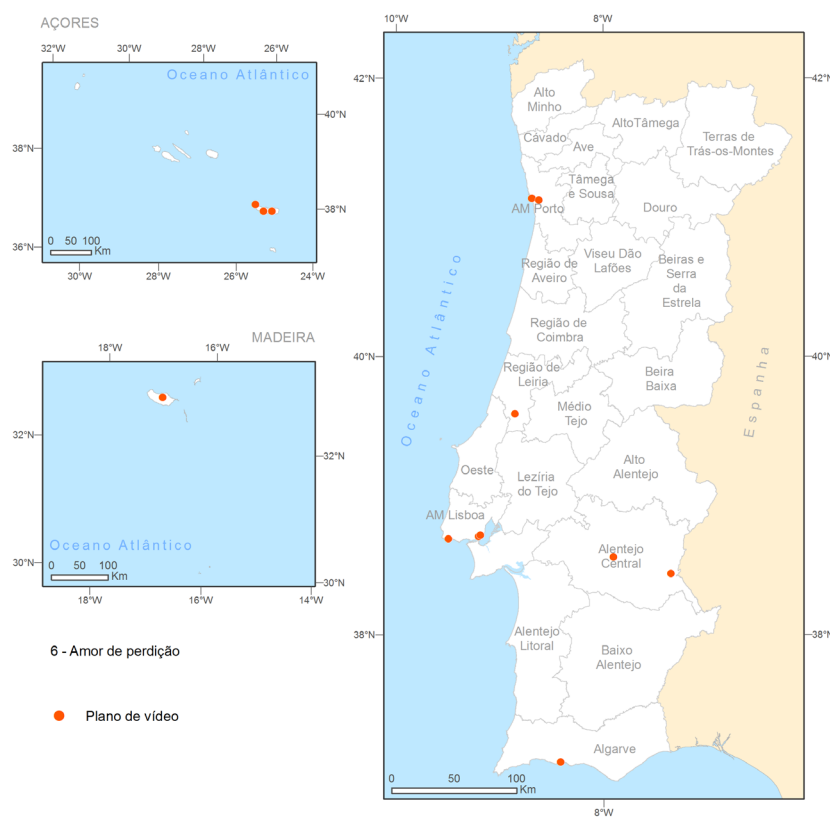 AÇORES
32°W
30°W
28°W
26°W
Oceano Atlântico
40°N
38°N
38°N
36°N
0 50 100
Km
30°W
28°W
26°W
24°W
MADEIRA
18°W
16°W
32°N
32°N
Oceano Atlântico
30°N
30°N
0 50 100
Km
18°W
16°W
14°W
6 - Amor de perdição
Plano de vídeo
10°W
8°W
42°N
42°N
Alto
Minho
AltoTâmega
Terras de
Trás-os-Montes
Cávado
Ave
Tâmega
e Sousa
AM Porto
Douro
Região de
Aveiro
Viseu Dão
Lafões
Beiras e
Serra
da
Estrela
Oceano Atlântico
Região de
Coimbra
40°N
40°N
Região de
Leiria
Beira
Baixa
Espanha
Médio
Tejo
Oeste
Lezíria
do Tejo
Alto
Alentejo
AM Lisboa
Alentejo
Central
38°N
38°N
Alentejo
Litoral
Baixo
Alentejo
Algarve
0 50 100
Km
8°W